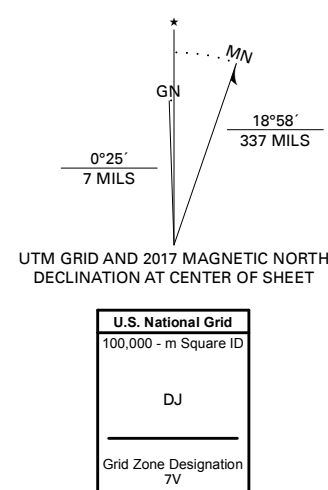 ★
MN
GN
18°58´
337 MILS
0°25´
7 MILS
UTM GRID AND 2017 MAGNETIC NORTH
DECLINATION AT CENTER OF SHEET
U.S. National Grid
100,000 - m Square ID
DJ
Grid Zone Designation
7V